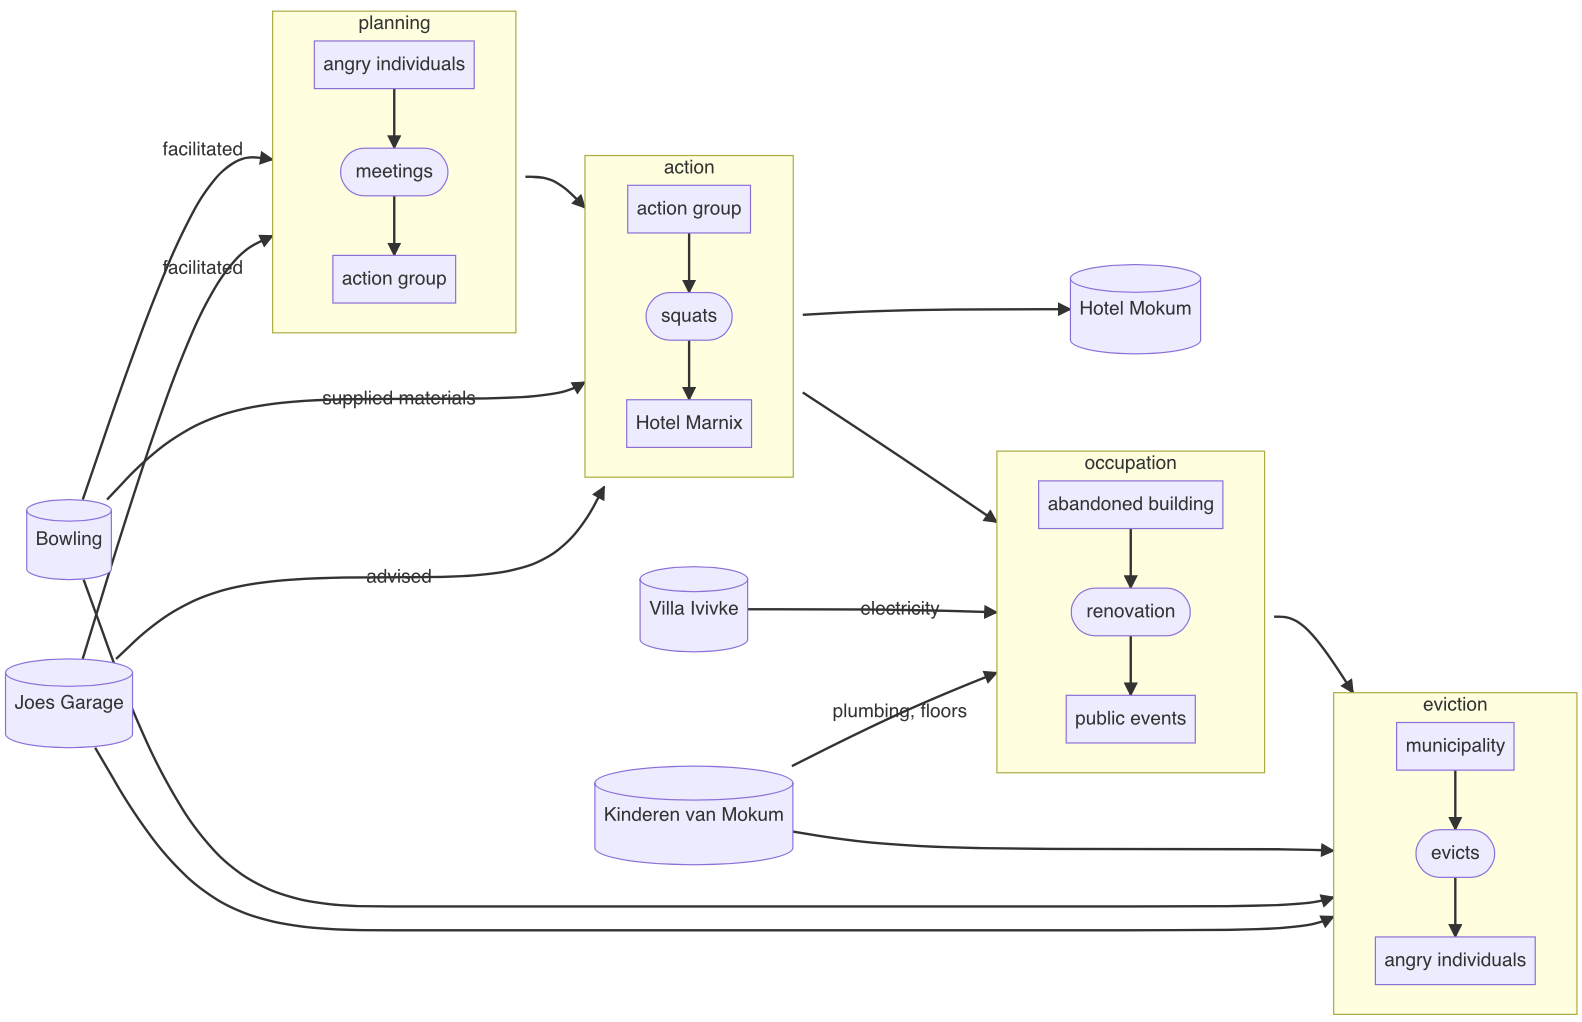 planning
angry individuals
facilitated
meetings
action
action group
facilitated
action group
Hotel Mokum
squats
supplied materials
Hotel Marnix
occupation
abandoned building
Bowling
advised
Villa Ivivke
electricity
renovation
Joes Garage
plumbing, floors
public events
eviction
municipality
Kinderen van Mokum
evicts
angry individuals